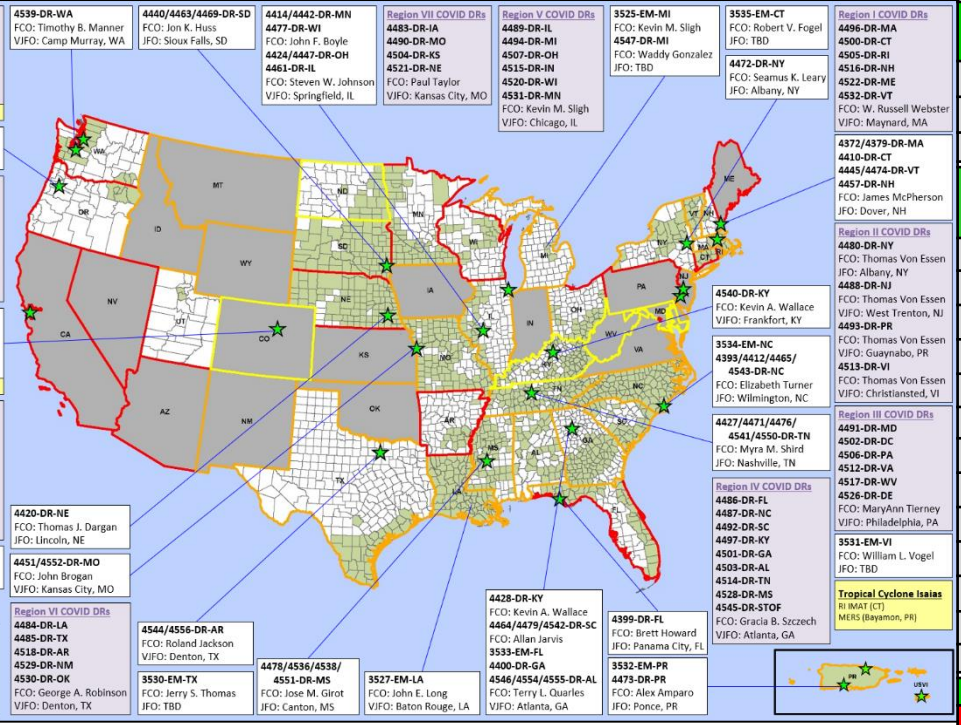 4539-DR-WA
FCO: Timothy B. Manner
VJFO: Camp Murray, WA
4440/4463/4469-DR-SD
FCO: Jon K. Huss
JFO: Sioux Falls, SD
4414/4442-DR-MN
4477-DR-WI
FCO: John F. Boyle
4424/4447-DR-OH
4461-DR-IL
FCO: Steven W. Johnson
VJFO: Springfield, IL
Region VII COVID DRs
4483-DR-IA
4490-DR-MO
4504-DR-KS
4521-DR-NE
FCO: Paul Taylor
VJFO: Kansas City, MO
Region V COVID DRs
4489-DR-IL
4494-DR-MI
4507-DR-OH
4515-DR-IN
4520-DR-WI
4531-DR-MN
FCO: Kevin M. Sligh
VJFO: Chicago, IL
3525-EM-MI
FCO: Kevin M. Sligh
4547-DR-MI
FCO: Waddy Gonzalez
JFO: TBD
3535-EM-CT
FCO: Robert V. Fogel
JFO: TBD
4472-DR-NY
FCO: Seamus K. Leary
JFO: Albany, NY
Region I COVID DRs
4496-DR-MA
4500-DR-CT
4505-DR-RI
4516-DR-NH
4522-DR-ME
4532-DR-VT
FCO: W. Russell Webster
VJFO: Maynard, MA
4372/4379-DR-MA
4410-DR-CT
4445/4474-DR-VT
4457-DR-NH
FCO: James McPherson
JFO: Dover, NH
Region II COVID DRs
4480-DR-NY
FCO: Thomas Von Essen
JFO: Albany, NY
4488-DR-NJ
FCO: Thomas Von Essen
VJFO: West Trenton, NJ
4493-DR-PR
FCO: Thomas Von Essen
VJFO: Guaynabo, PR
4513-DR-VI
FCO: Thomas Von Essen
VJFO: Christiansted, VI
4540-DR-KY
FCO: Kevin A. Wallace
VJFO: Frankfort, KY
3534-EM-NC
4393/4412/4465/
4543-DR-NC
FCO: Elizabeth Turner
JFO: Wilmington, NC
4427/4471/4476/
4541/4550-DR-TN
FCO: Myra M. Shird
JFO: Nashville, TN
Region III COVID DRs
4491-DR-MD
4502-DR-DC
4506-DR-PA
4512-DR-VA
4517-DR-WV
4526-DR-DE
FCO: MaryAnn Tierney
VJFO: Philadelphia, PA
Region IV COVID DRs
4486-DR-FL
4487-DR-NC
4492-DR-SC
4497-DR-KY
4501-DR-GA
4503-DR-AL
4514-DR-TN
4528-DR-MS
4545-DR-STOF
FCO: Gracia B. Szczech
VJFO: Atlanta, GA
3531-EM-VI
FCO: William L. Vogel
JFO: TBD
Tropical Cyclone Isaias
RI IMAT (CT)
MERS (Bayamon, PR)
WA
OR
CA
NV
ID
MT
WY
UT
CO
AZ
NM
ND
SD
NE
KS
OK
TX
MN
IA
MO
AR
LA
WI
IL
MI
IN
OH
KY
TN
MS
AL
GA
FL
SC
NC
VA
WV
MD
PA
NJ
NY
CT
RI
MA
VT
NH
ME
PR
USVI
4420-DR-NE
FCO: Thomas J. Dargan
JFO: Lincoln, NE
4451/4552-DR-MO
FCO: John Brogan
VJFO: Kansas City, MO
Region VI COVID DRs
4484-DR-LA
4485-DR-TX
4518-DR-AR
4529-DR-NM
4530-DR-OK
FCO: George A. Robinson
VJFO: Denton, TX
4544/4556-DR-AR
FCO: Roland Jackson
VJFO: Denton, TX
3530-EM-TX
FCO: Jerry S. Thomas
JFO: TBD
4478/4536/4538/
4551-DR-MS
FCO: Jose M. Girot
JFO: Canton, MS
3527-EM-LA
FCO: John E. Long
VJFO: Baton Rouge, LA
4428-DR-KY
FCO: Kevin A. Wallace
4464/4479/4542-DR-SC
FCO: Allan Jarvis
3533-EM-FL
4400-DR-GA
4546/4554/4555-DR-AL
FCO: Terry L. Quarles
VJFO: Atlanta, GA
4399-DR-FL
FCO: Brett Howard
JFO: Panama City, FL
3532-EM-PR
4473-DR-PR
FCO: Alex Amparo
JFO: Ponce, PR